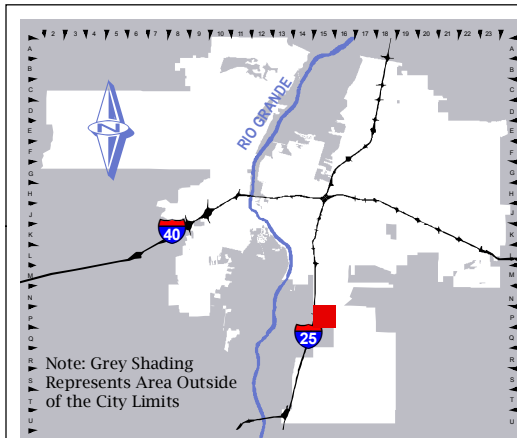 2 3 4 5 6 7 8 9 10 11 12 13 14 15 16 17 18 19 20 21 22 23
A A
B B
C C
D D
E E
F F
G G
H H
J J
K K
L L
M M
N N
P P
Q Q
R R
S S
T T
U U
N
RIO GRANDE
40
25
Note: Grey Shading
Represents Area Outside
of the City Limits